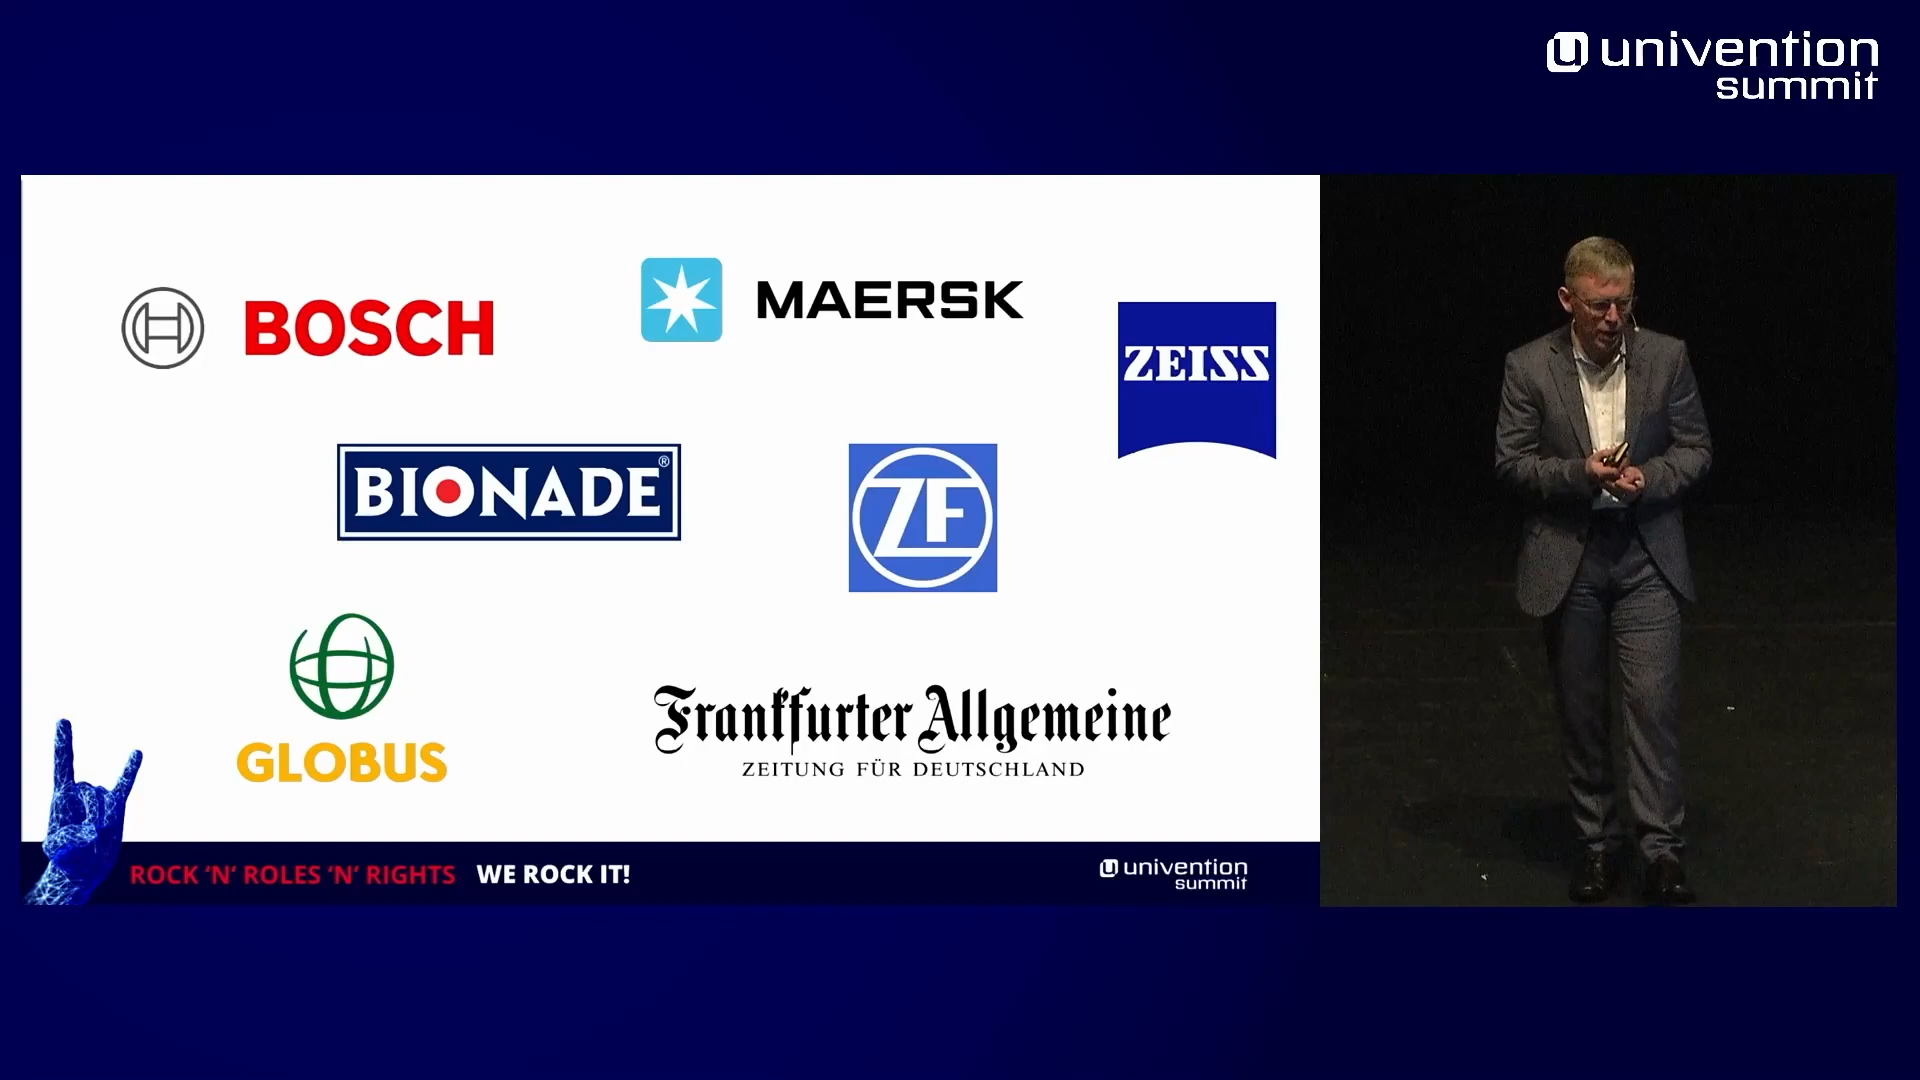 univention
summit
BOSCH
MAERSK
ZEISS
BIONADE®
ZF
GLOBUS
Frankfurter Allgemeine
ZEITUNG FÜR DEUTSCHLAND
ROCK ‘N‘ ROLES ‘N‘ RIGHTS WE ROCK IT!
univention
summit